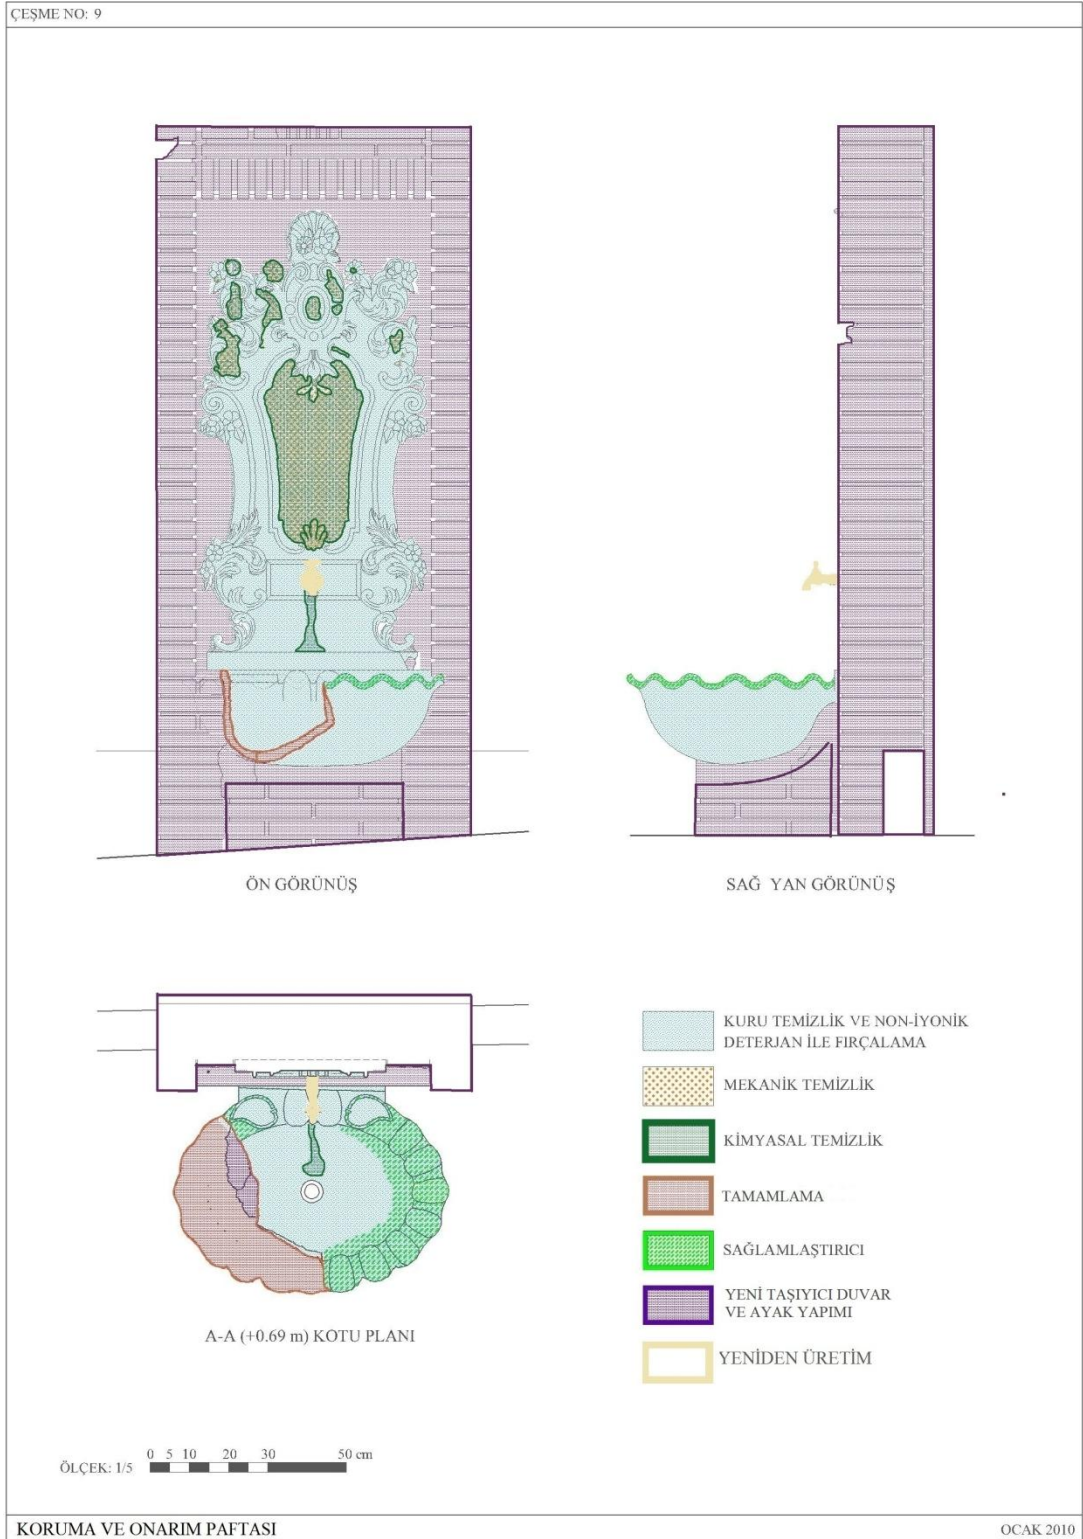 ÇEŞME NO: 9
ÖN GÖRÜNÜŞ
SAĞ YAN GÖRÜNÜŞ
KURU TEMİZLİK VE NON-İYONİK
DETERJAN İLE FIRÇALAMA
MEKANİK TEMİZLİK
KİMYASAL TEMİZLİK
TAMAMLAMA
SAĞLAMLAŞTIRICI
YENİ TAŞIYICI DUVAR
VE AYAK YAPIMI
YENİDEN ÜRETİM
A-A (+0.69 m) KOTU PLANI
0 5 10 20 30 50 cm
ÖLÇEK: 1/5
KORUMA VE ONARIM PAFTASI
OCAK 2010